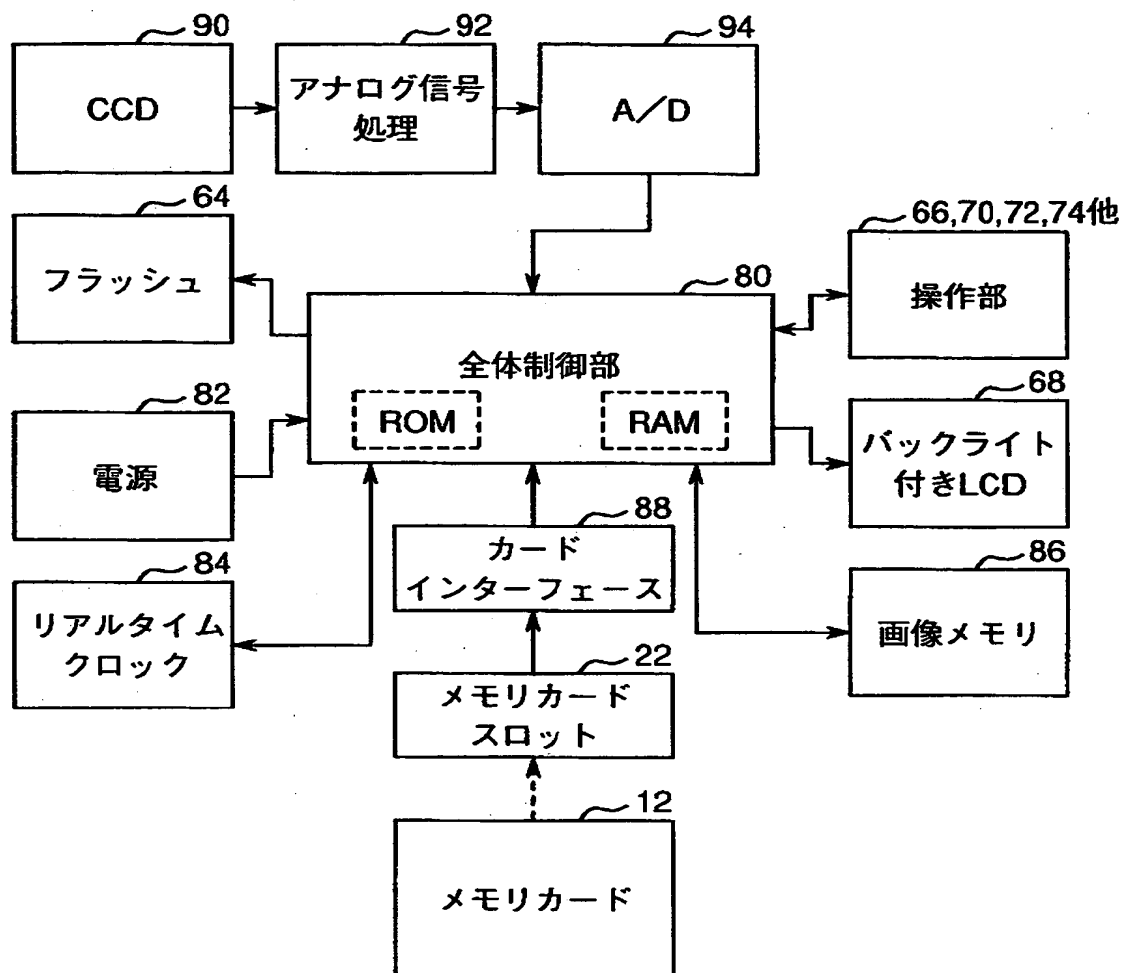 90
CCD
92
アナログ信号
処理
94
A/D
64
フラッシュ
66,70,72,74他
操作部
80
全体制御部
ROM
RAM
82
電源
68
バックライト
付きLCD
88
カード
インターフェース
84
リアルタイム
クロック
86
画像メモリ
22
メモリカード
スロット
12
メモリカード